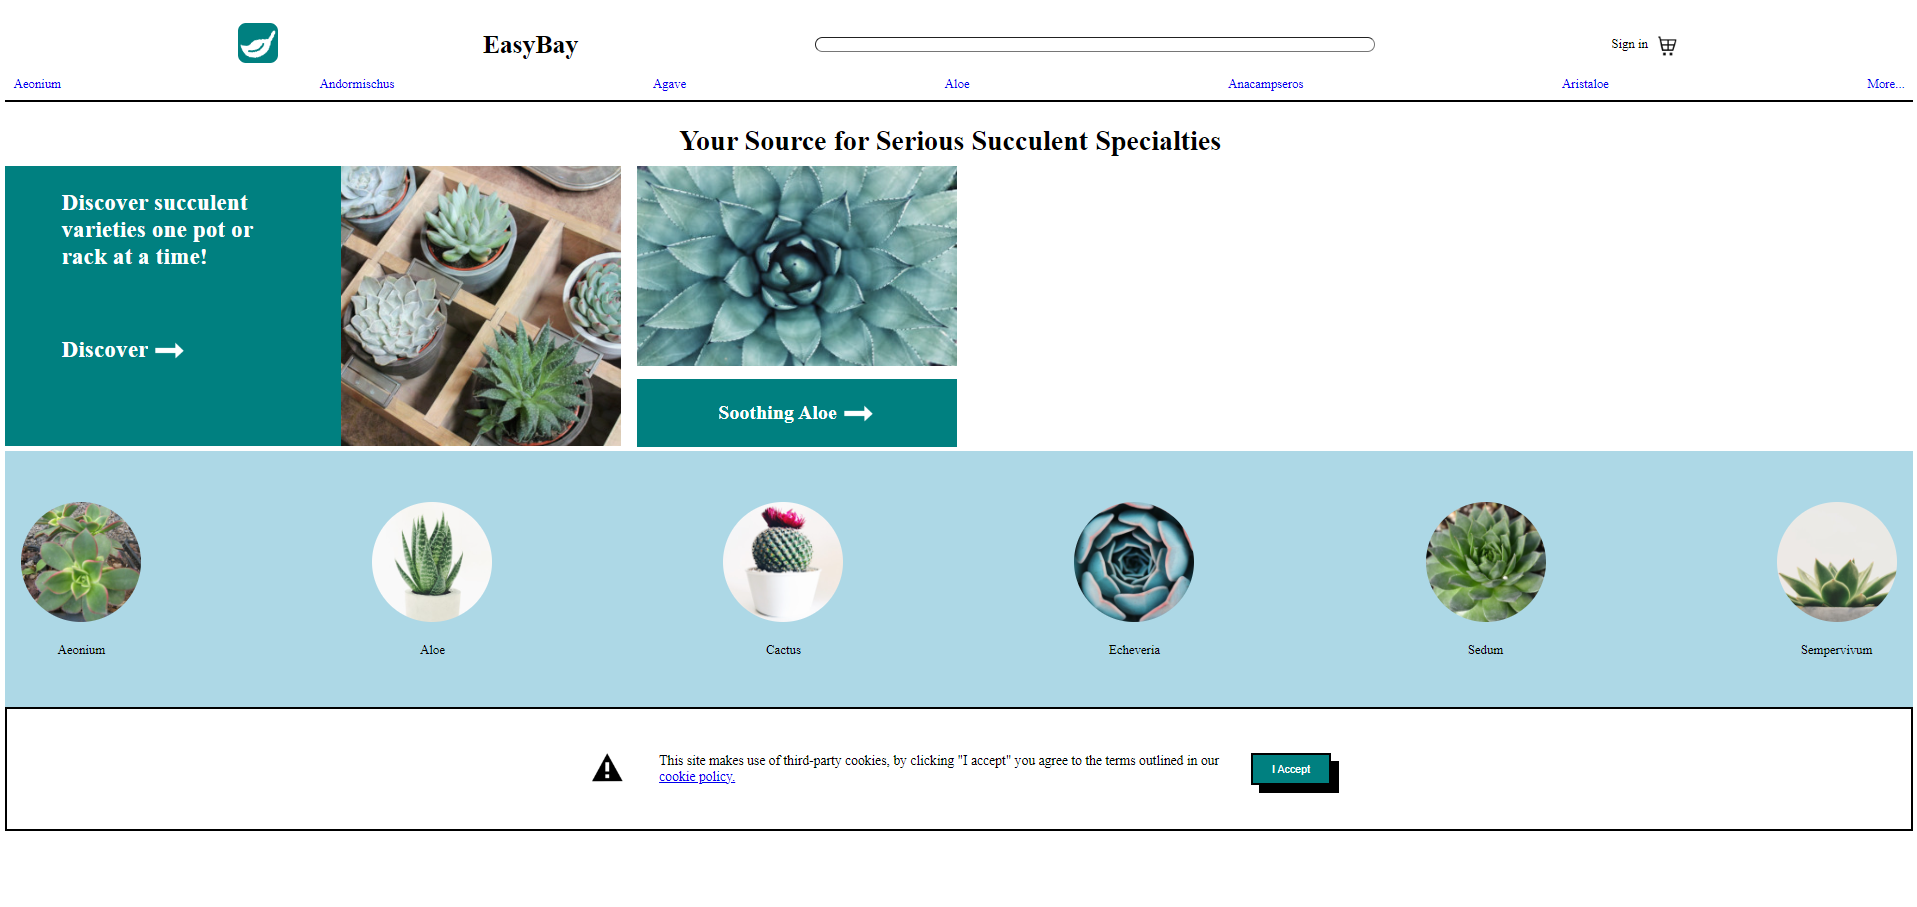 EasyBay
Sign in
Aeonium
Andormischus
Agave
Aloe
Anacampseros
Aristaloe
More...
Your Source for Serious Succulent Specialties
Discover succulent
varieties one pot or
rack at a time!
Discover
Soothing Aloe
Aeonium
Aloe
Cactus
Echeveria
Sedum
Sempervivum
This site makes use of third-party cookies, by clicking "I accept" you agree to the terms outlined in our
cookie policy.
I Accept